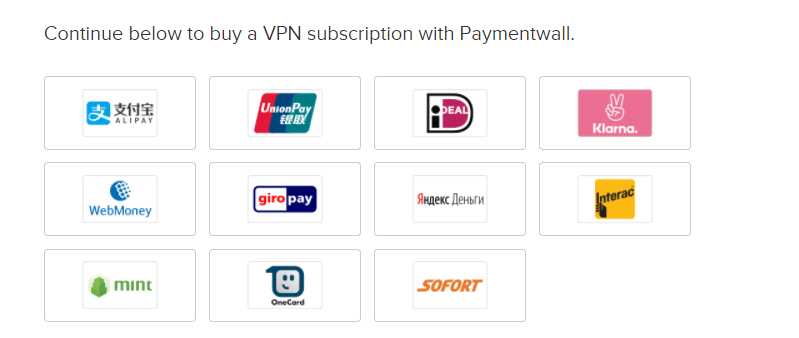 Continue below to buy a VPN subscription with Paymentwall.
支付宝
ALIPAY
UnionPay
银联
iDEAL
Klarna.
WebMoney
giropay
Яндекс Деньги
Interac
mint
OneCard
SOFORT